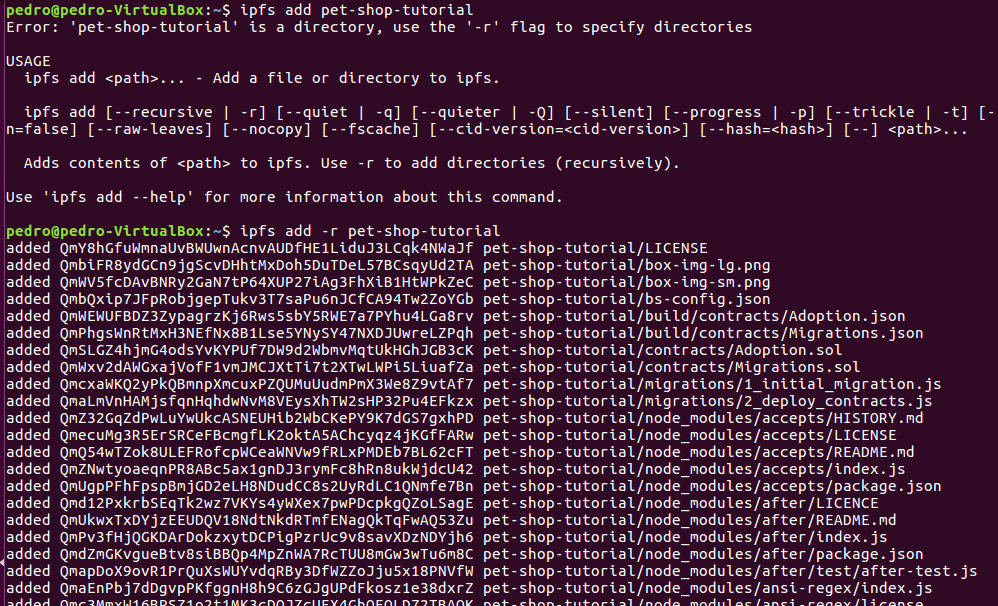 pedro@pedro-VirtualBox:~$ ipfs add pet-shop-tutorial
Error: 'pet-shop-tutorial' is a directory, use the '-r' flag to specify directories
USAGE
ipfs add <path>... - Add a file or directory to ipfs.
ipfs add [--recursive | -r] [--quiet | -q] [--quieter | -Q] [--silent] [--progress | -p] [--trickle | -t] [--
n=false] [--raw-leaves] [--nocopy] [--fscache] [--cid-version=<cid-version>] [--hash=<hash>] [--] <path>...
Adds contents of <path> to ipfs. Use -r to add directories (recursively).
Use 'ipfs add --help' for more information about this command.
pedro@pedro-VirtualBox:~$ ipfs add -r pet-shop-tutorial
added QmY8hGfuWmnaUvBWUwnAcnvAUDfHE1LiduJ3LCqk4NWaJf pet-shop-tutorial/LICENSE
added QmbiFR8ydGCn9jgScvDHhtMxDoh5DuTDeL57BCsqyUd2TA pet-shop-tutorial/box-img-lg.png
added QmWV5fcDAvBNRy2GaN7tP64XUP27iAg3FhXiB1HtWPkZeC pet-shop-tutorial/box-img-sm.png
added QmbQxip7JFpRobjgepTukv3T7saPu6nJCfCA94Tw2ZoYGb pet-shop-tutorial/bs-config.json
added QmWEWUFBDZ3ZypagrzKj6Rws5sbY5RWE7a7PYhu4LGa8rv pet-shop-tutorial/build/contracts/Adoption.json
added QmPhgsWnRtMxH3NEfNx8B1Lse5YNySY47NXDJUwreLZPqh pet-shop-tutorial/build/contracts/Migrations.json
added QmSLGZ4hjmG4odsYvKYPUf7DW9d2WbmvMqtUkHGhJGB3cK pet-shop-tutorial/contracts/Adoption.sol
added QmWxv2dAWGxajVofF1vmJMCJXtTi7t2XTwLWPi5LiuafZa pet-shop-tutorial/contracts/Migrations.sol
added QmcxaWKQ2yPkQBmnpXmcuxPZQUMuUudmPmX3We8Z9vtAf7 pet-shop-tutorial/migrations/1_initial_migration.js
added QmaLmVnHAMjsfqnHqhdwNvM8VEysXhTW2sHP32Pu4EFkzx pet-shop-tutorial/migrations/2_deploy_contracts.js
added QmZ32GqZdPwLuYwUkcASNEUHib2WbCKePY9K7dGS7gxhPD pet-shop-tutorial/node_modules/accepts/HISTORY.md
added QmecuMg3R5ErSRCeFBcmgfLK2oktA5AChcyqz4jKGfFARw pet-shop-tutorial/node_modules/accepts/LICENSE
added QmQ54wTZok8ULEFRofcpWCeaWNVw9fRLxPMDEb7BL62cFT pet-shop-tutorial/node_modules/accepts/README.md
added QmZNwtyoaeqnPR8ABc5ax1gnDJ3rymFc8hRn8ukWjdcU42 pet-shop-tutorial/node_modules/accepts/index.js
added QmUgpPFhFpspBmjGD2eLH8NDudCC8s2UyRdLC1QNmfe7Bn pet-shop-tutorial/node_modules/accepts/package.json
added Qmd12PxkrbSEqTk2wz7VKYs4yWXex7pwPDcpkgQZoLSagE pet-shop-tutorial/node_modules/after/LICENCE
added QmUkwxTxDYjzEEUDQV18NdtNkdRTmfENagQkTqFwAQ53Zu pet-shop-tutorial/node_modules/after/README.md
added QmPv3fHjQGKDArDokzxytDCPigPzrUc9v8savXDzNDYjh6 pet-shop-tutorial/node_modules/after/index.js
added QmdZmGKvgueBtv8siBBQp4MpZnWA7RcTUU8mGw3wTu6m8C pet-shop-tutorial/node_modules/after/package.json
added QmapDoX9ovR1PrQuXsWUYvdqRBy3DfWZZoJju5x18PNVfW pet-shop-tutorial/node_modules/after/test/after-test.js
added QmaEnPbj7dDgvpPKfggnH8h9C6zGJgUPdFkosz1e38dxrZ pet-shop-tutorial/node_modules/ansi-regex/index.js
added pet-shop-tutorial/node_modules/ansi-regex/license